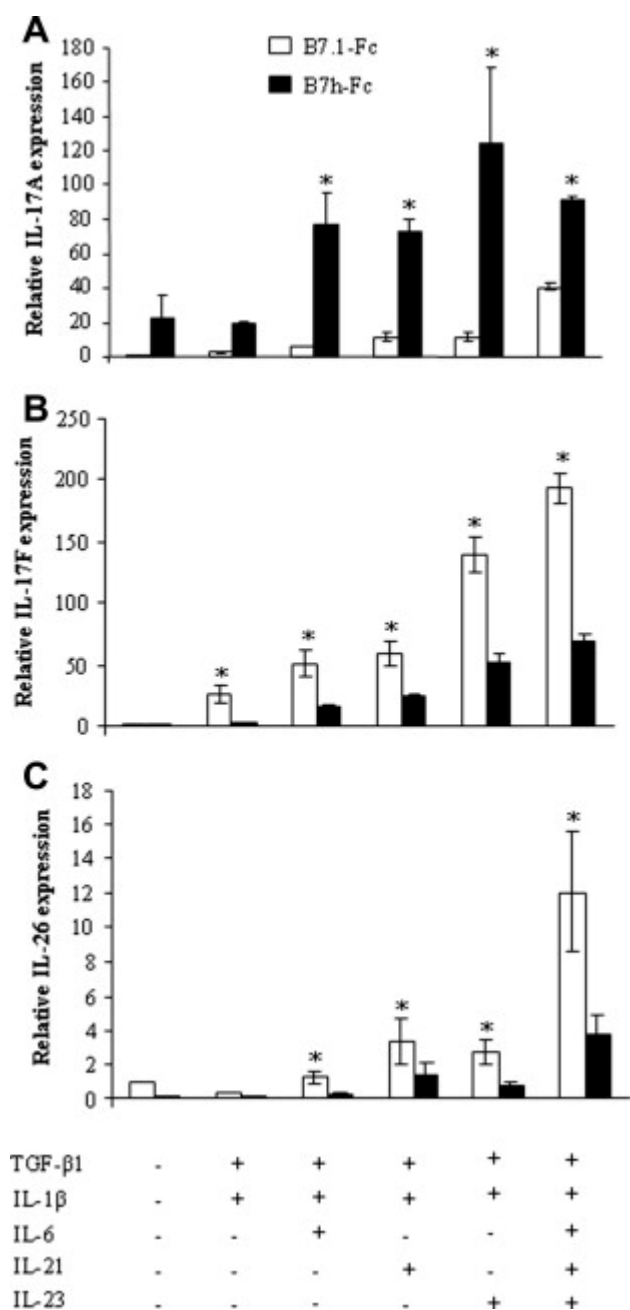 A
Relative IL-17A expression
180
160
140
120
100
80
60
40
20
0
B7.1-Fc
B7h-Fc
* * * *
B
Relative IL-17F expression
250
200
150
100
50
0
* * * * *
C
Relative IL-26 expression
18
16
14
12
10
8
6
4
2
0
* * * *
TGF-β1 - + + + + +
IL-1β - + + + + +
IL-6 - - + - - +
IL-21 - - - + - +
IL-23 - - - - + +